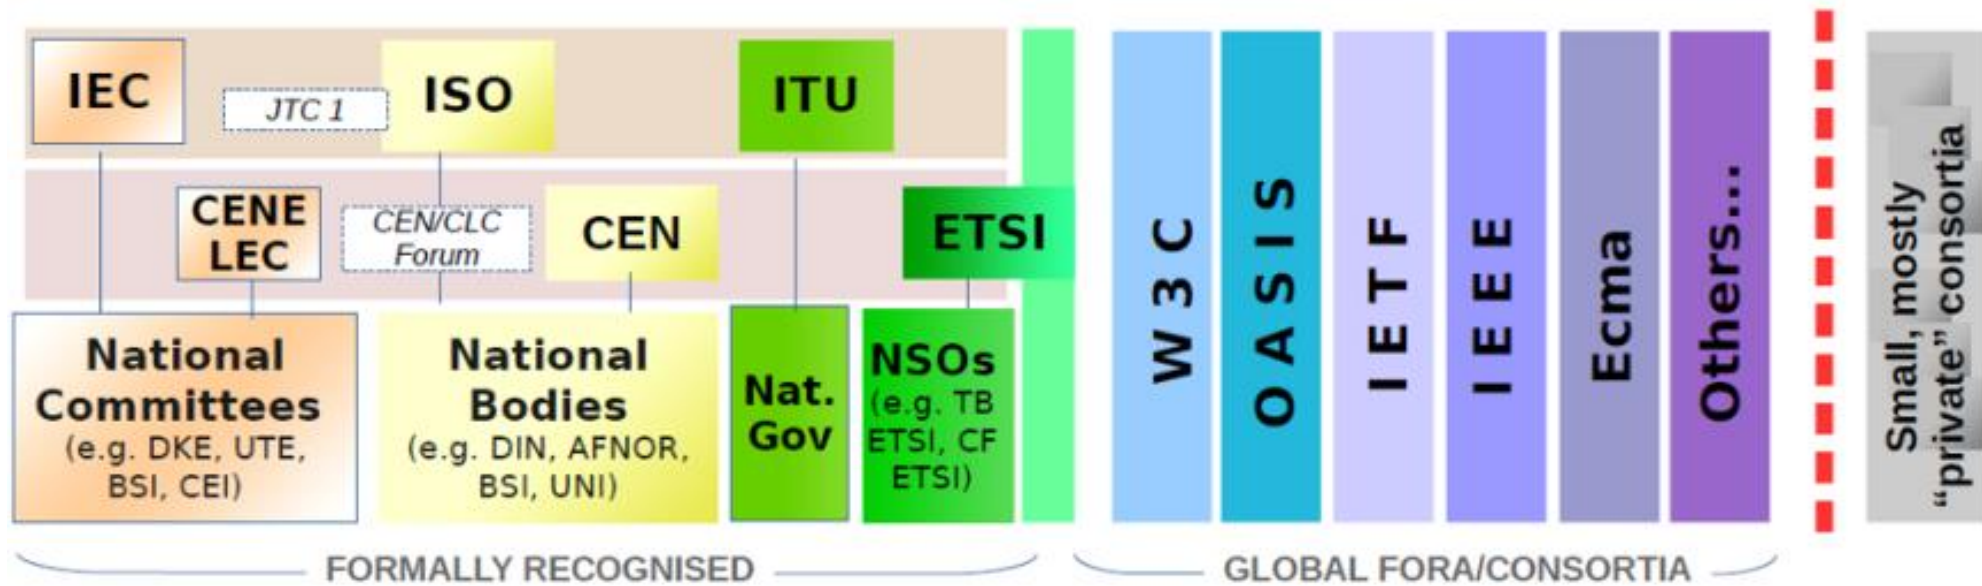 IEC
JTC 1
ISO
ITU
CENE
LEC
CEN/CLC
Forum
CEN
ETSI
National
Committees
(e.g. DKE, UTE,
BSI, CEI)
National
Bodies
(e.g. DIN, AFNOR,
BSI, UNI)
Nat.
Gov
NSOs
(e.g. TB
ETSI, CF
ETSI)
W3C
OASIS
IETF
IEEE
Ecma
Others...
Small, mostly
“private” consortia
FORMALLY RECOGNISED
GLOBAL FORA/CONSORTIA